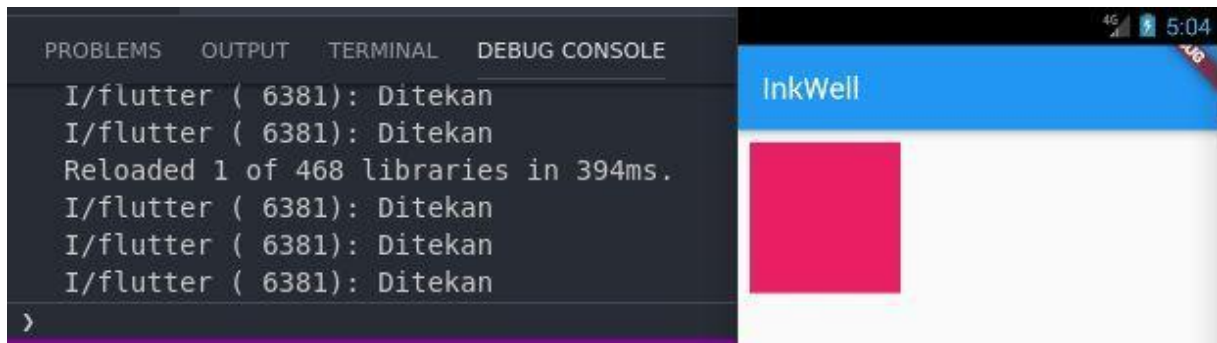 PROBLEMS OUTPUT TERMINAL DEBUG CONSOLE
I/flutter ( 6381): Ditekan
I/flutter ( 6381): Ditekan
Reloaded 1 of 468 libraries in 394ms.
I/flutter ( 6381): Ditekan
I/flutter ( 6381): Ditekan
I/flutter ( 6381): Ditekan
❯
4G 5:04
InkWell